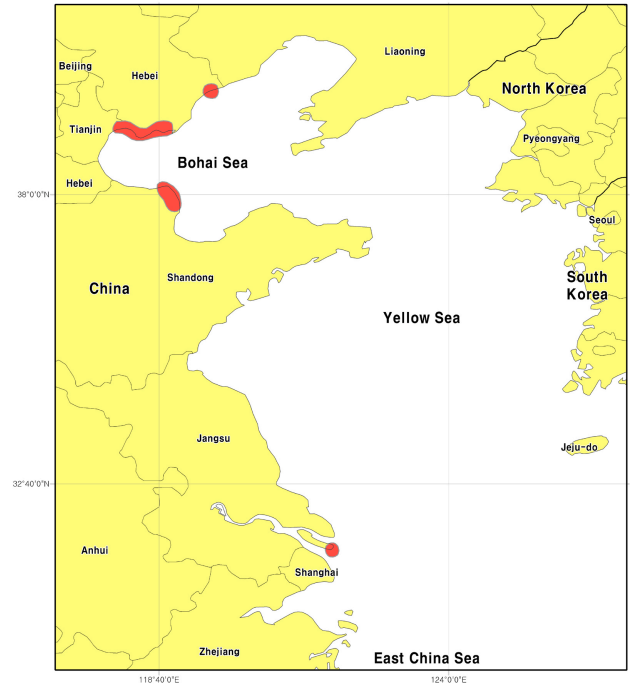 Liaoning
Beijing
Hebei
North Korea
Tianjin
Pyeongyang
Bohai Sea
Hebei
38°0'0"N
Seoul
Shandong
China
South
Korea
Yellow Sea
Jangsu
Jeju-do
32°40'0"N
Anhui
Shanghai
Zhejiang
East China Sea
118°40'0"E
124°0'0"E